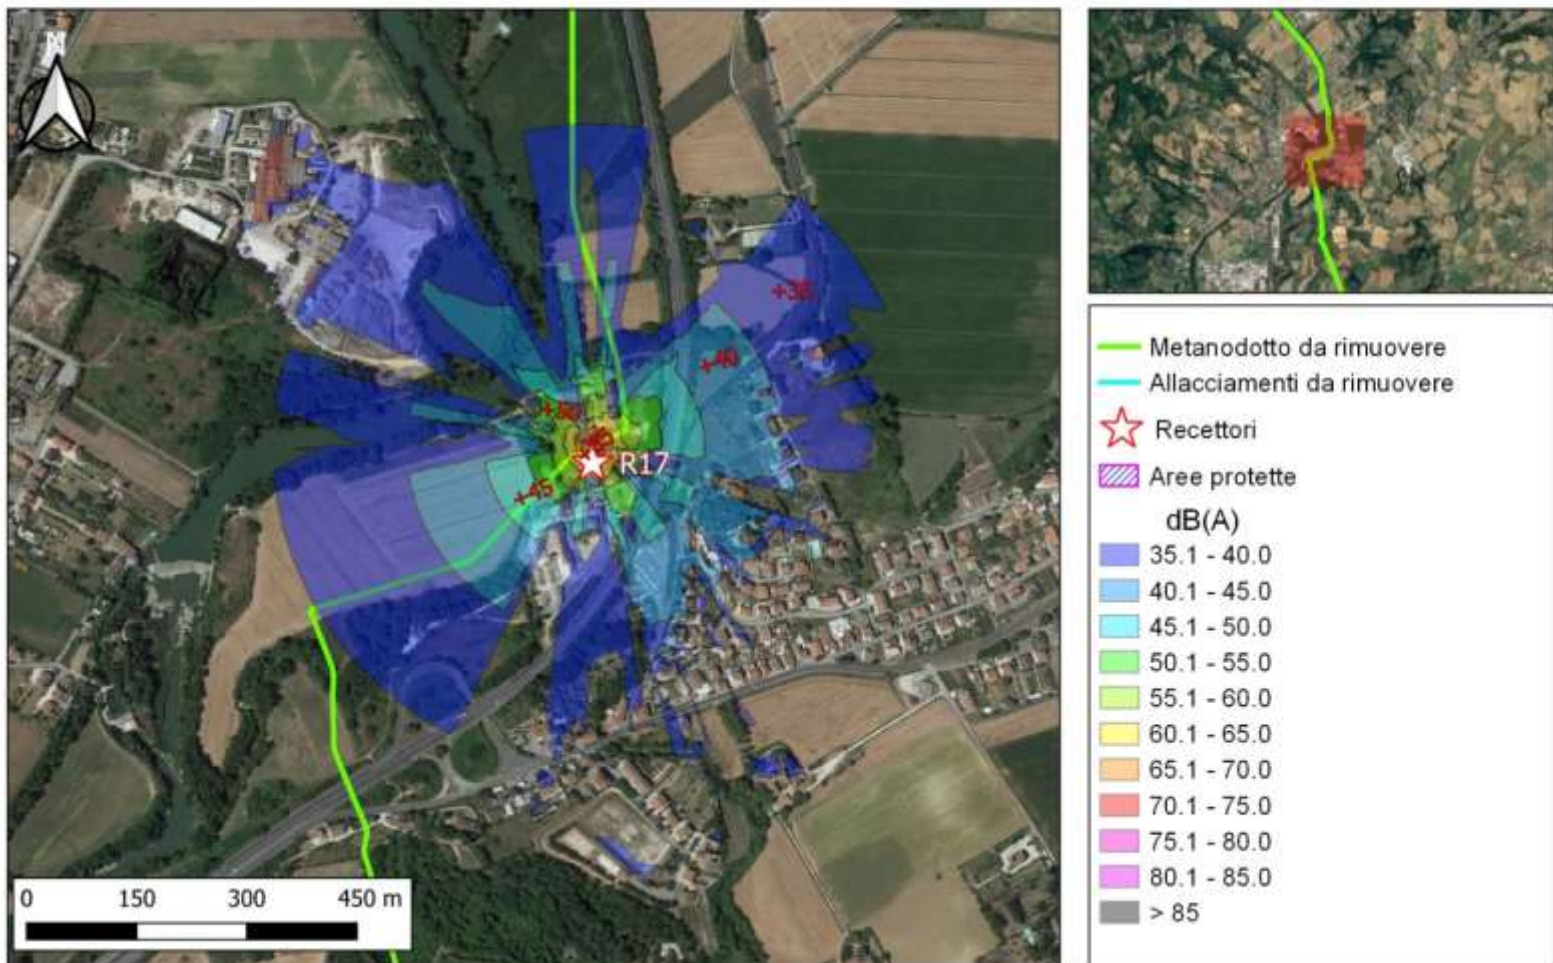 N
+35
+40
+45
R17
0 150 300 450 m
Metanodotto da rimuovere
Allacciamenti da rimuovere
Recettori
Aree protette
dB(A)
35.1 - 40.0
40.1 - 45.0
45.1 - 50.0
50.1 - 55.0
55.1 - 60.0
60.1 - 65.0
65.1 - 70.0
70.1 - 75.0
75.1 - 80.0
80.1 - 85.0
> 85